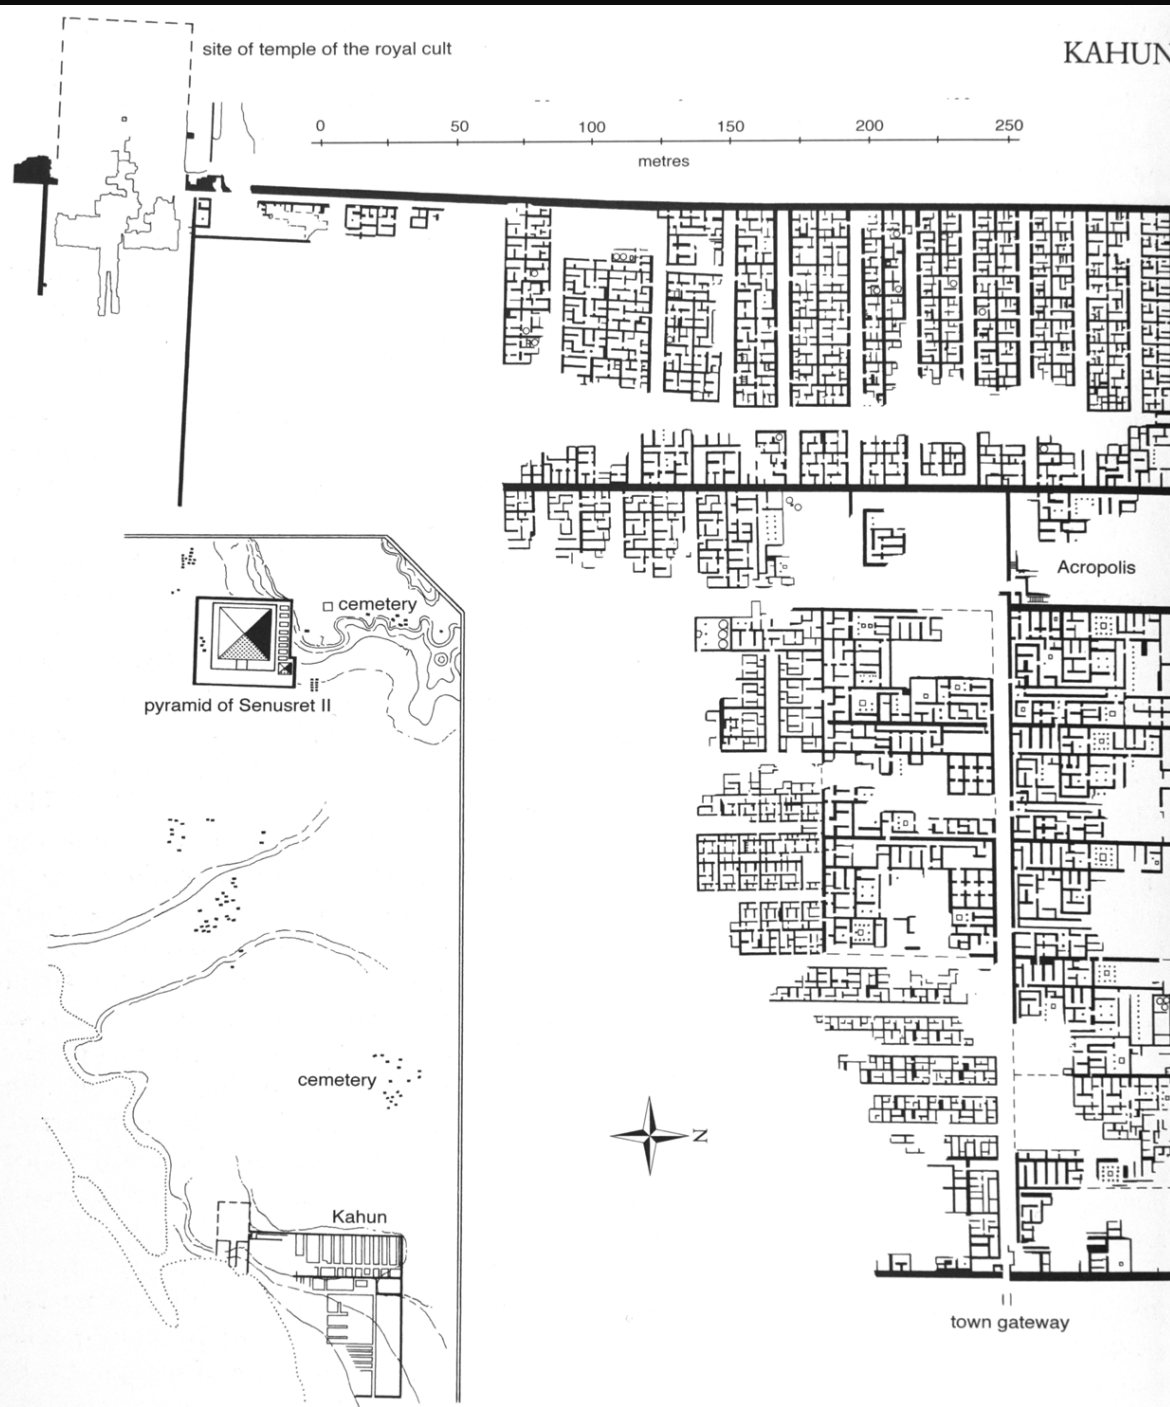 site of temple of the royal cult
KAHUN
0 50 100 150 200 250
metres
Acropolis
cemetery
pyramid of Senusret II
cemetery
N
Kahun
town gateway